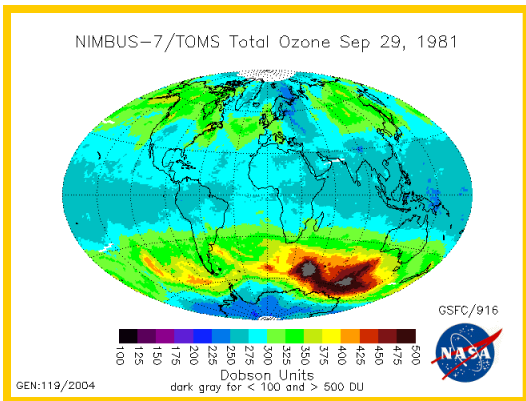 NIMBUS-7/TOMS Total Ozone Sep 29, 1981
GSFC/916
100 125 150 175 200 225 250 275 300 325 350 375 400 425 450 475 500
Dobson Units
GEN:119/2004
dark gray for < 100 and > 500 DU
NASA